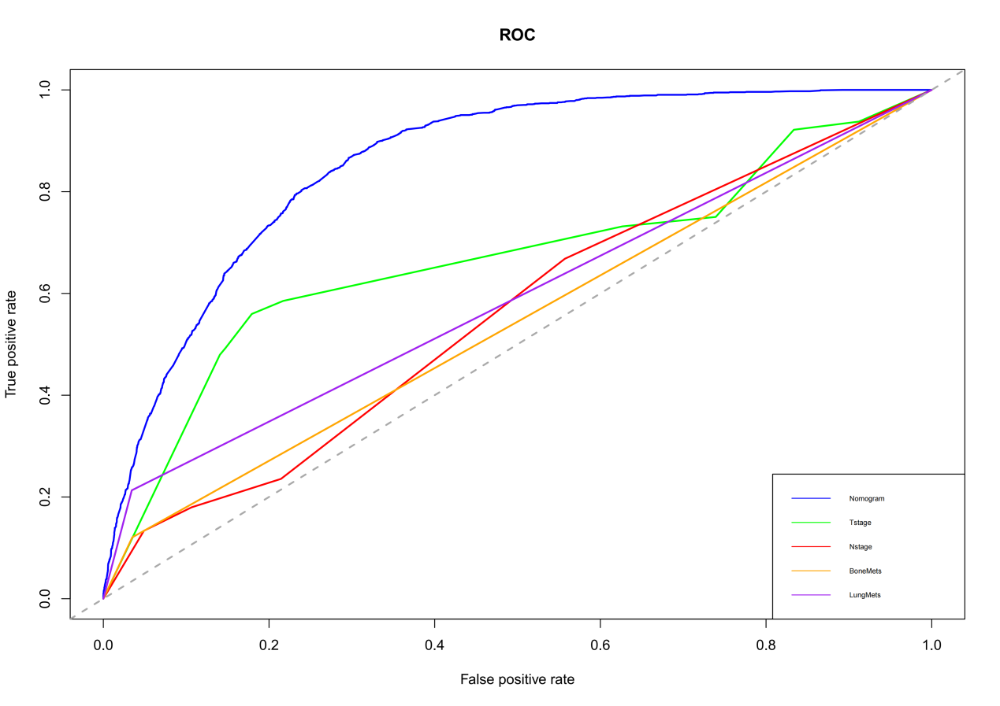 ROC
True positive rate
1.0
0.8
0.6
0.4
0.2
0.0
Nomogram
Tstage
Nstage
BoneMets
LungMets
0.0 0.2 0.4 0.6 0.8 1.0
False positive rate